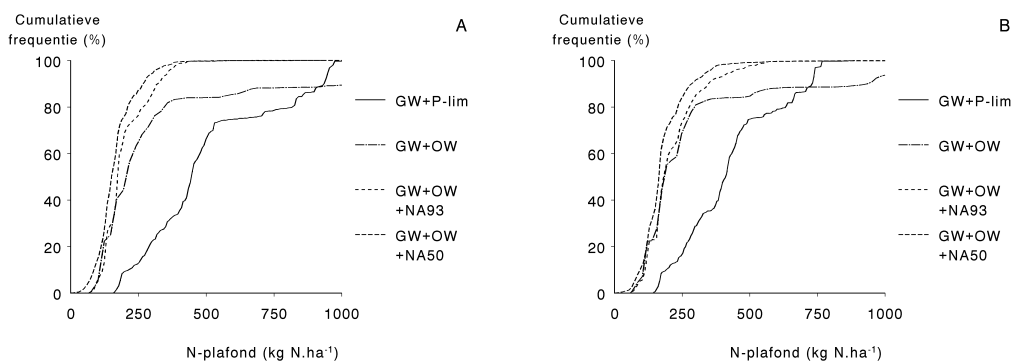 Cumulatieve
frequentie (%)
A
100
80
60
40
20
0
0 250 500 750 1000
N-plafond (kg N.ha⁻¹)
GW+P-lim
GW+OW
GW+OW
+NA93
GW+OW
+NA50
Cumulatieve
frequentie (%)
B
100
80
60
40
20
0
0 250 500 750 1000
N-plafond (kg N.ha⁻¹)
GW+P-lim
GW+OW
GW+OW
+NA93
GW+OW
+NA50